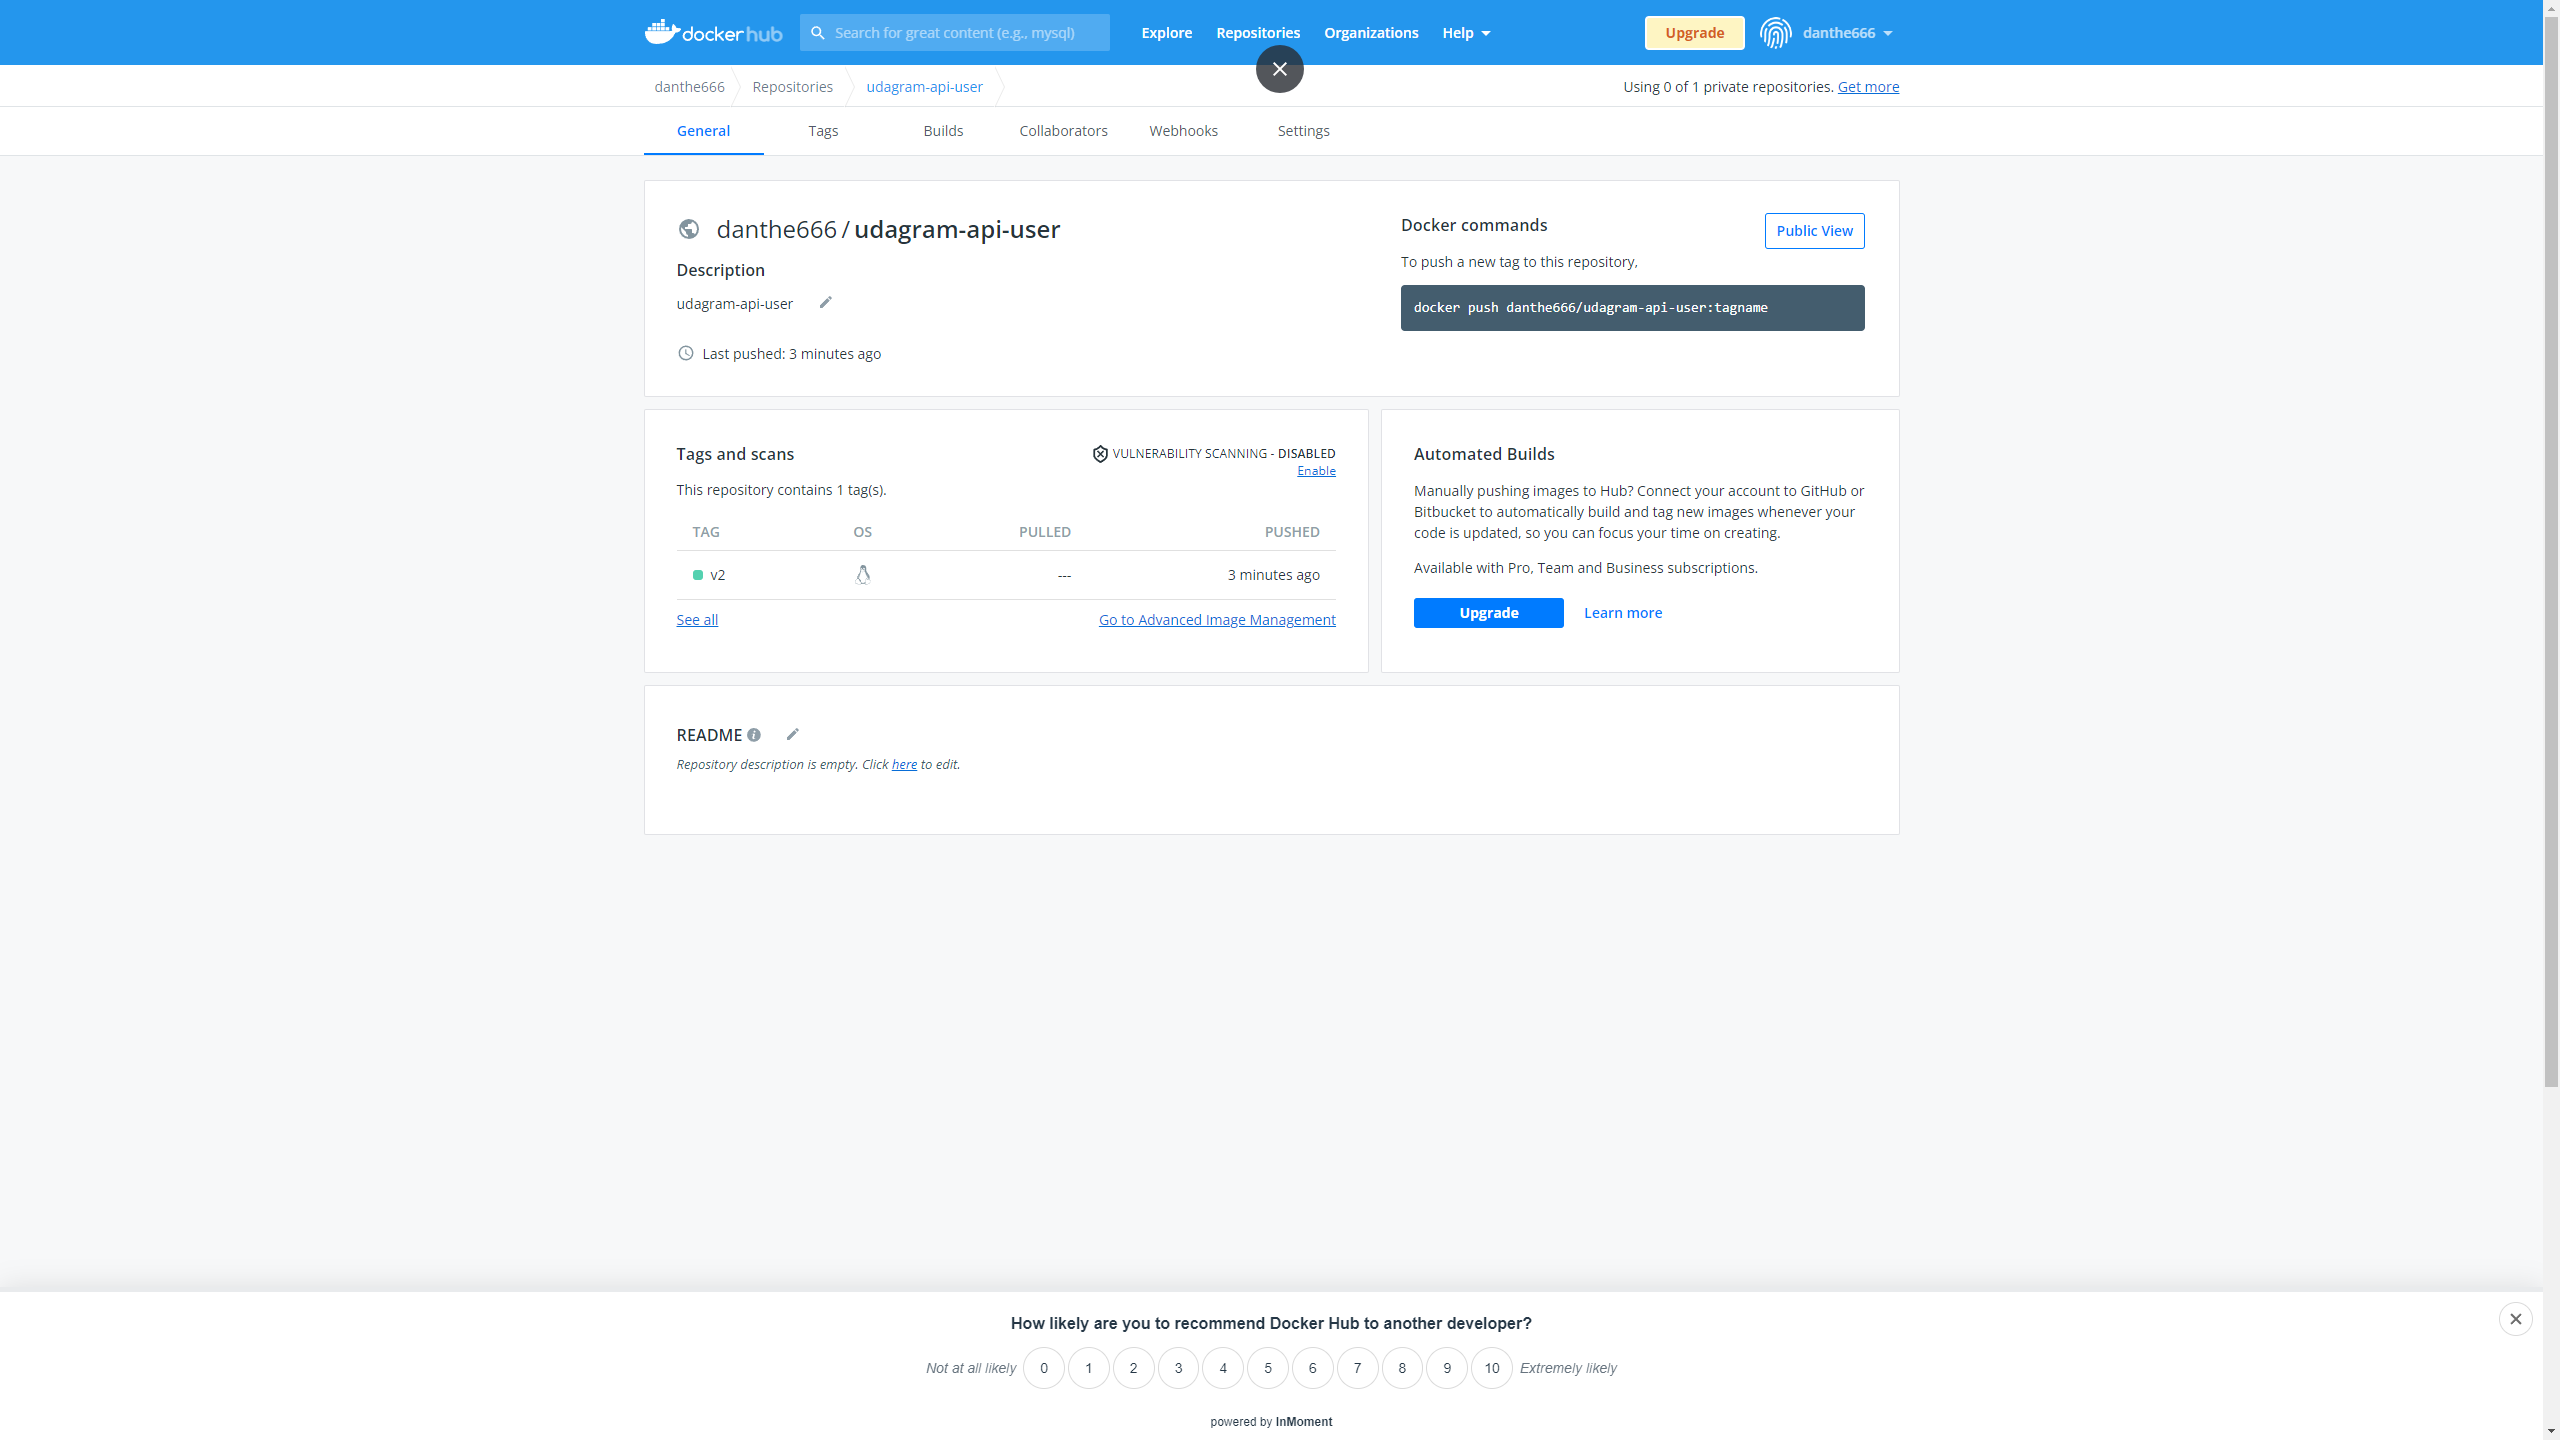 docker hub
Search for great content (e.g., mysql)
Explore
Repositories
Organizations
Help
Upgrade
danthe666
danthe666
Repositories
udagram-api-user
Using 0 of 1 private repositories. Get more
General
Tags
Builds
Collaborators
Webhooks
Settings
danthe666 / udagram-api-user
Description
udagram-api-user
Last pushed: 3 minutes ago
Docker commands
Public View
To push a new tag to this repository,
docker push danthe666/udagram-api-user:tagname
Tags and scans
VULNERABILITY SCANNING - DISABLED
Enable
This repository contains 1 tag(s).
TAG OS PULLED PUSHED
v2 --- 3 minutes ago
See all
Go to Advanced Image Management
Automated Builds
Manually pushing images to Hub? Connect your account to GitHub or
Bitbucket to automatically build and tag new images whenever your
code is updated, so you can focus your time on creating.
Available with Pro, Team and Business subscriptions.
Upgrade
Learn more
README
Repository description is empty. Click here to edit.
How likely are you to recommend Docker Hub to another developer?
Not at all likely 0 1 2 3 4 5 6 7 8 9 10 Extremely likely
powered by InMoment